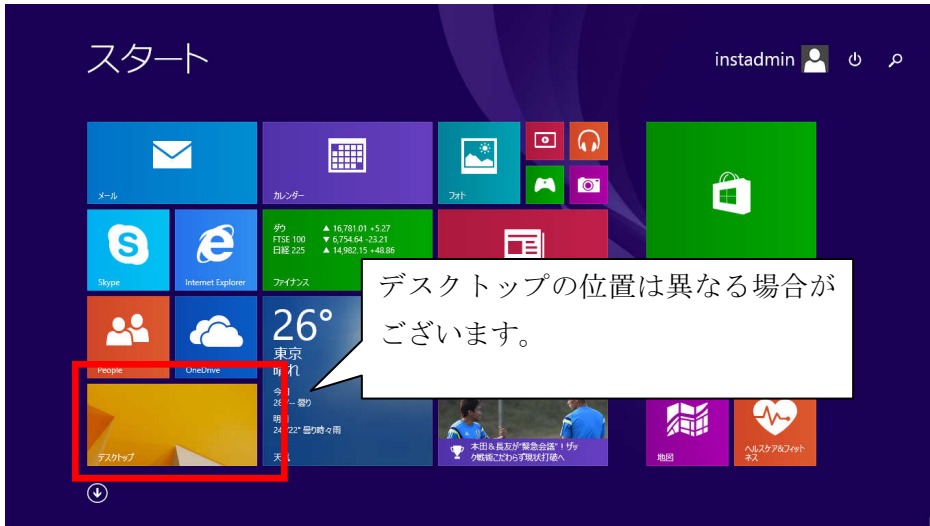 スタート
instadmin
メール
カレンダー
フォト
Skype
Internet Explorer
ダウ ▲ 16,781.01 +5.27
FTSE 100 ▼ 6,754.64 -23.21
日経 225 ▲ 14,982.15 +48.86
ファイナンス
デスクトップの位置は異なる場合が
ございます。
People
OneDrive
26°
東京
晴れ
今日
曇り
明日
24°/22° 曇り時々雨
天気
デスクトップ
本田&長友が"緊急会議"!ザッ
ク戦術こだわらず現状打破へ
地図
ヘルスケア&フィット
ネス